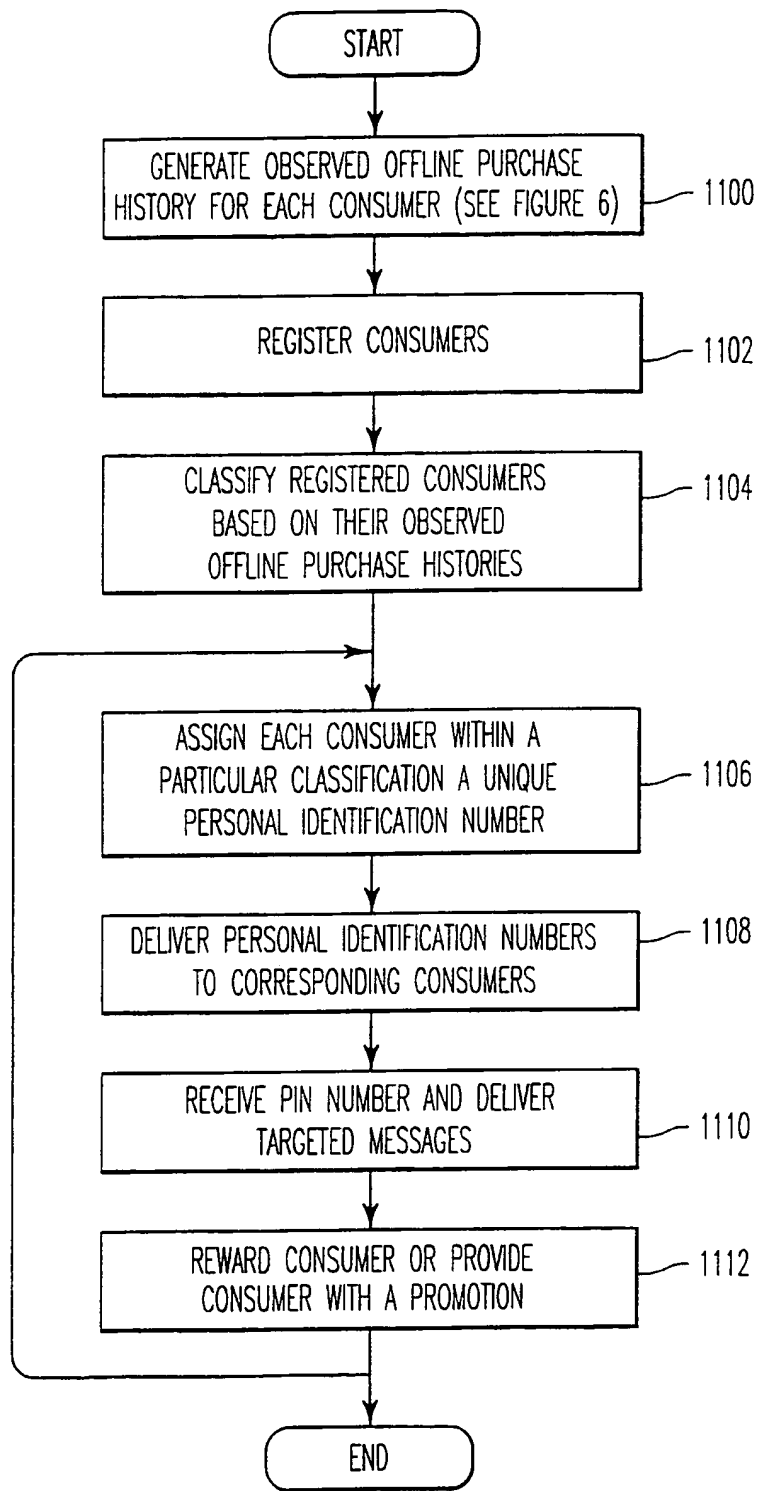 START
GENERATE OBSERVED OFFLINE PURCHASE
HISTORY FOR EACH CONSUMER (SEE FIGURE 6)
1100
REGISTER CONSUMERS
1102
CLASSIFY REGISTERED CONSUMERS
BASED ON THEIR OBSERVED
OFFLINE PURCHASE HISTORIES
1104
ASSIGN EACH CONSUMER WITHIN A
PARTICULAR CLASSIFICATION A UNIQUE
PERSONAL IDENTIFICATION NUMBER
1106
DELIVER PERSONAL IDENTIFICATION NUMBERS
TO CORRESPONDING CONSUMERS
1108
RECEIVE PIN NUMBER AND DELIVER
TARGETED MESSAGES
1110
REWARD CONSUMER OR PROVIDE
CONSUMER WITH A PROMOTION
1112
END